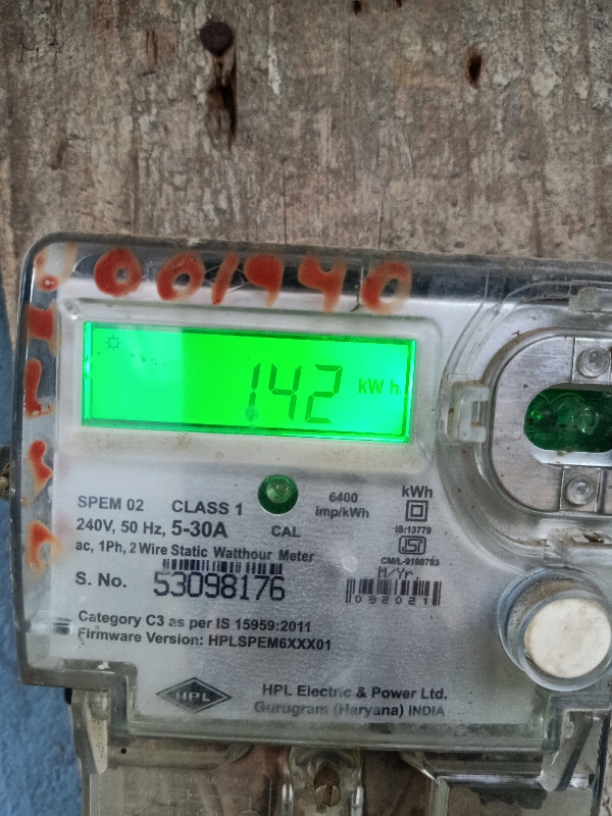 001940
142 kWh
SPEM 02 CLASS 1
240V, 50 Hz, 5-30A
6400
imp/kWh
CAL
kWh
IS:13779
ISI
ac, 1Ph, 2 Wire Static Watthour Meter
S. No. 53098176
M/Yr.
092021
Category C3 as per IS 15959:2011
Firmware Version: HPLSPEM6XXX01
HPL
HPL Electric & Power Ltd.
Gurugram (Haryana) INDIA